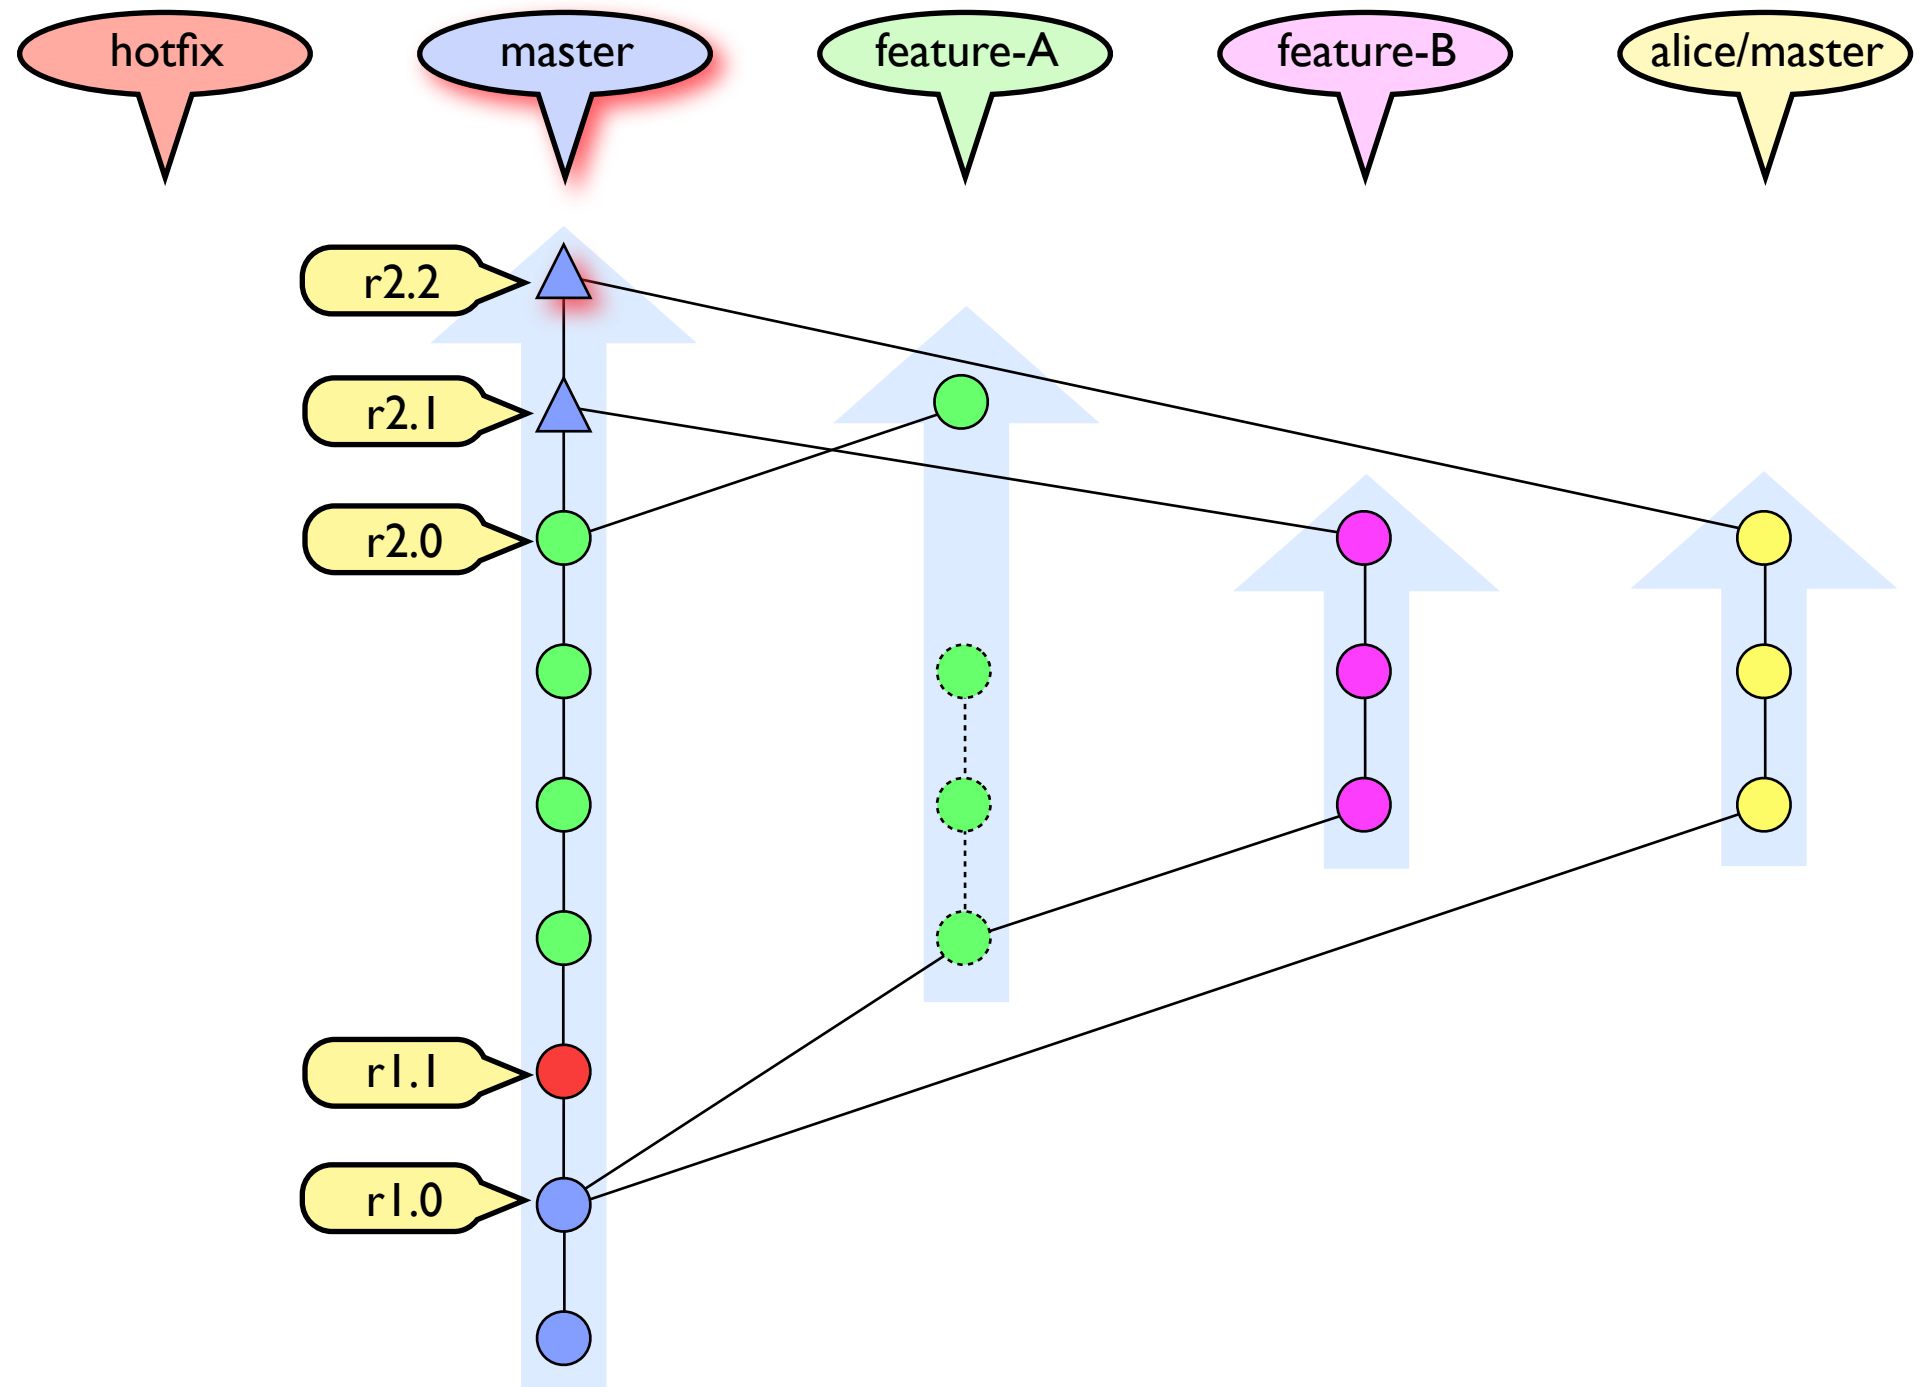 hotfix
master
feature-A
feature-B
alice/master
r2.2
r2.1
r2.0
r1.1
r1.0